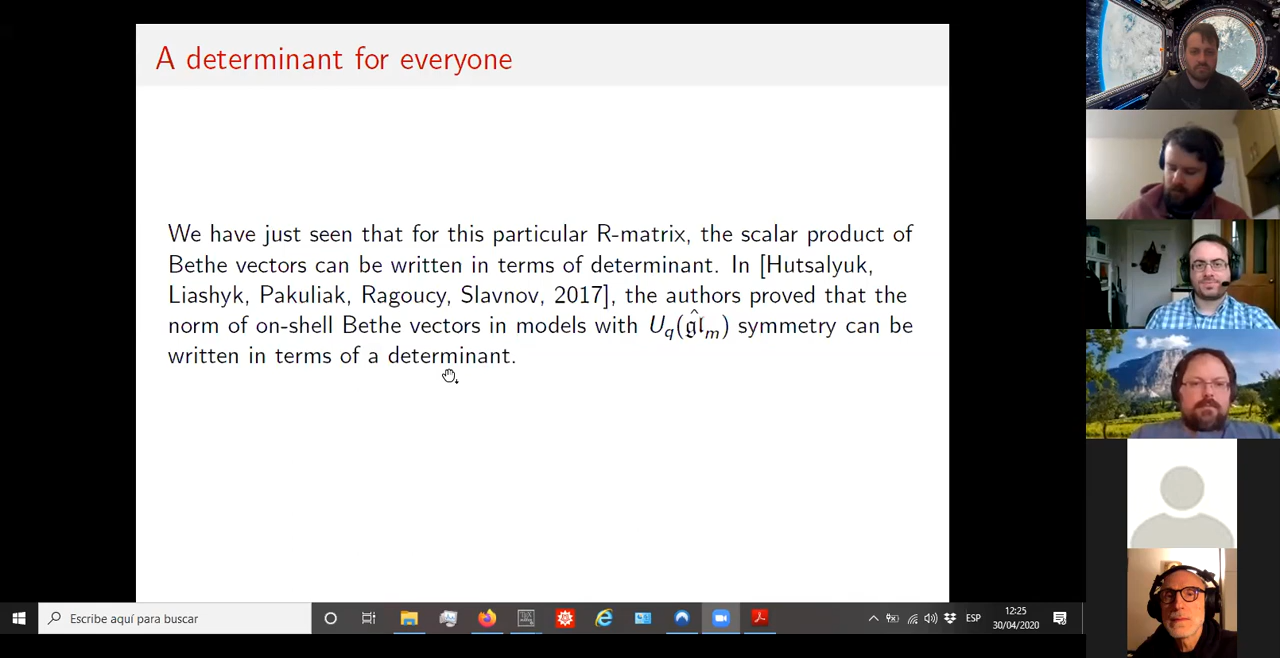 A determinant for everyone
We have just seen that for this particular R-matrix, the scalar product of
Bethe vectors can be written in terms of determinant. In [Hutsalyuk,
Liashyk, Pakuliak, Ragoucy, Slavnov, 2017], the authors proved that the
norm of on-shell Bethe vectors in models with U_q(\hat{𝔤𝔩}_m) symmetry can be
written in terms of a determinant.
Escribe aquí para buscar
ESP
12:25
30/04/2020